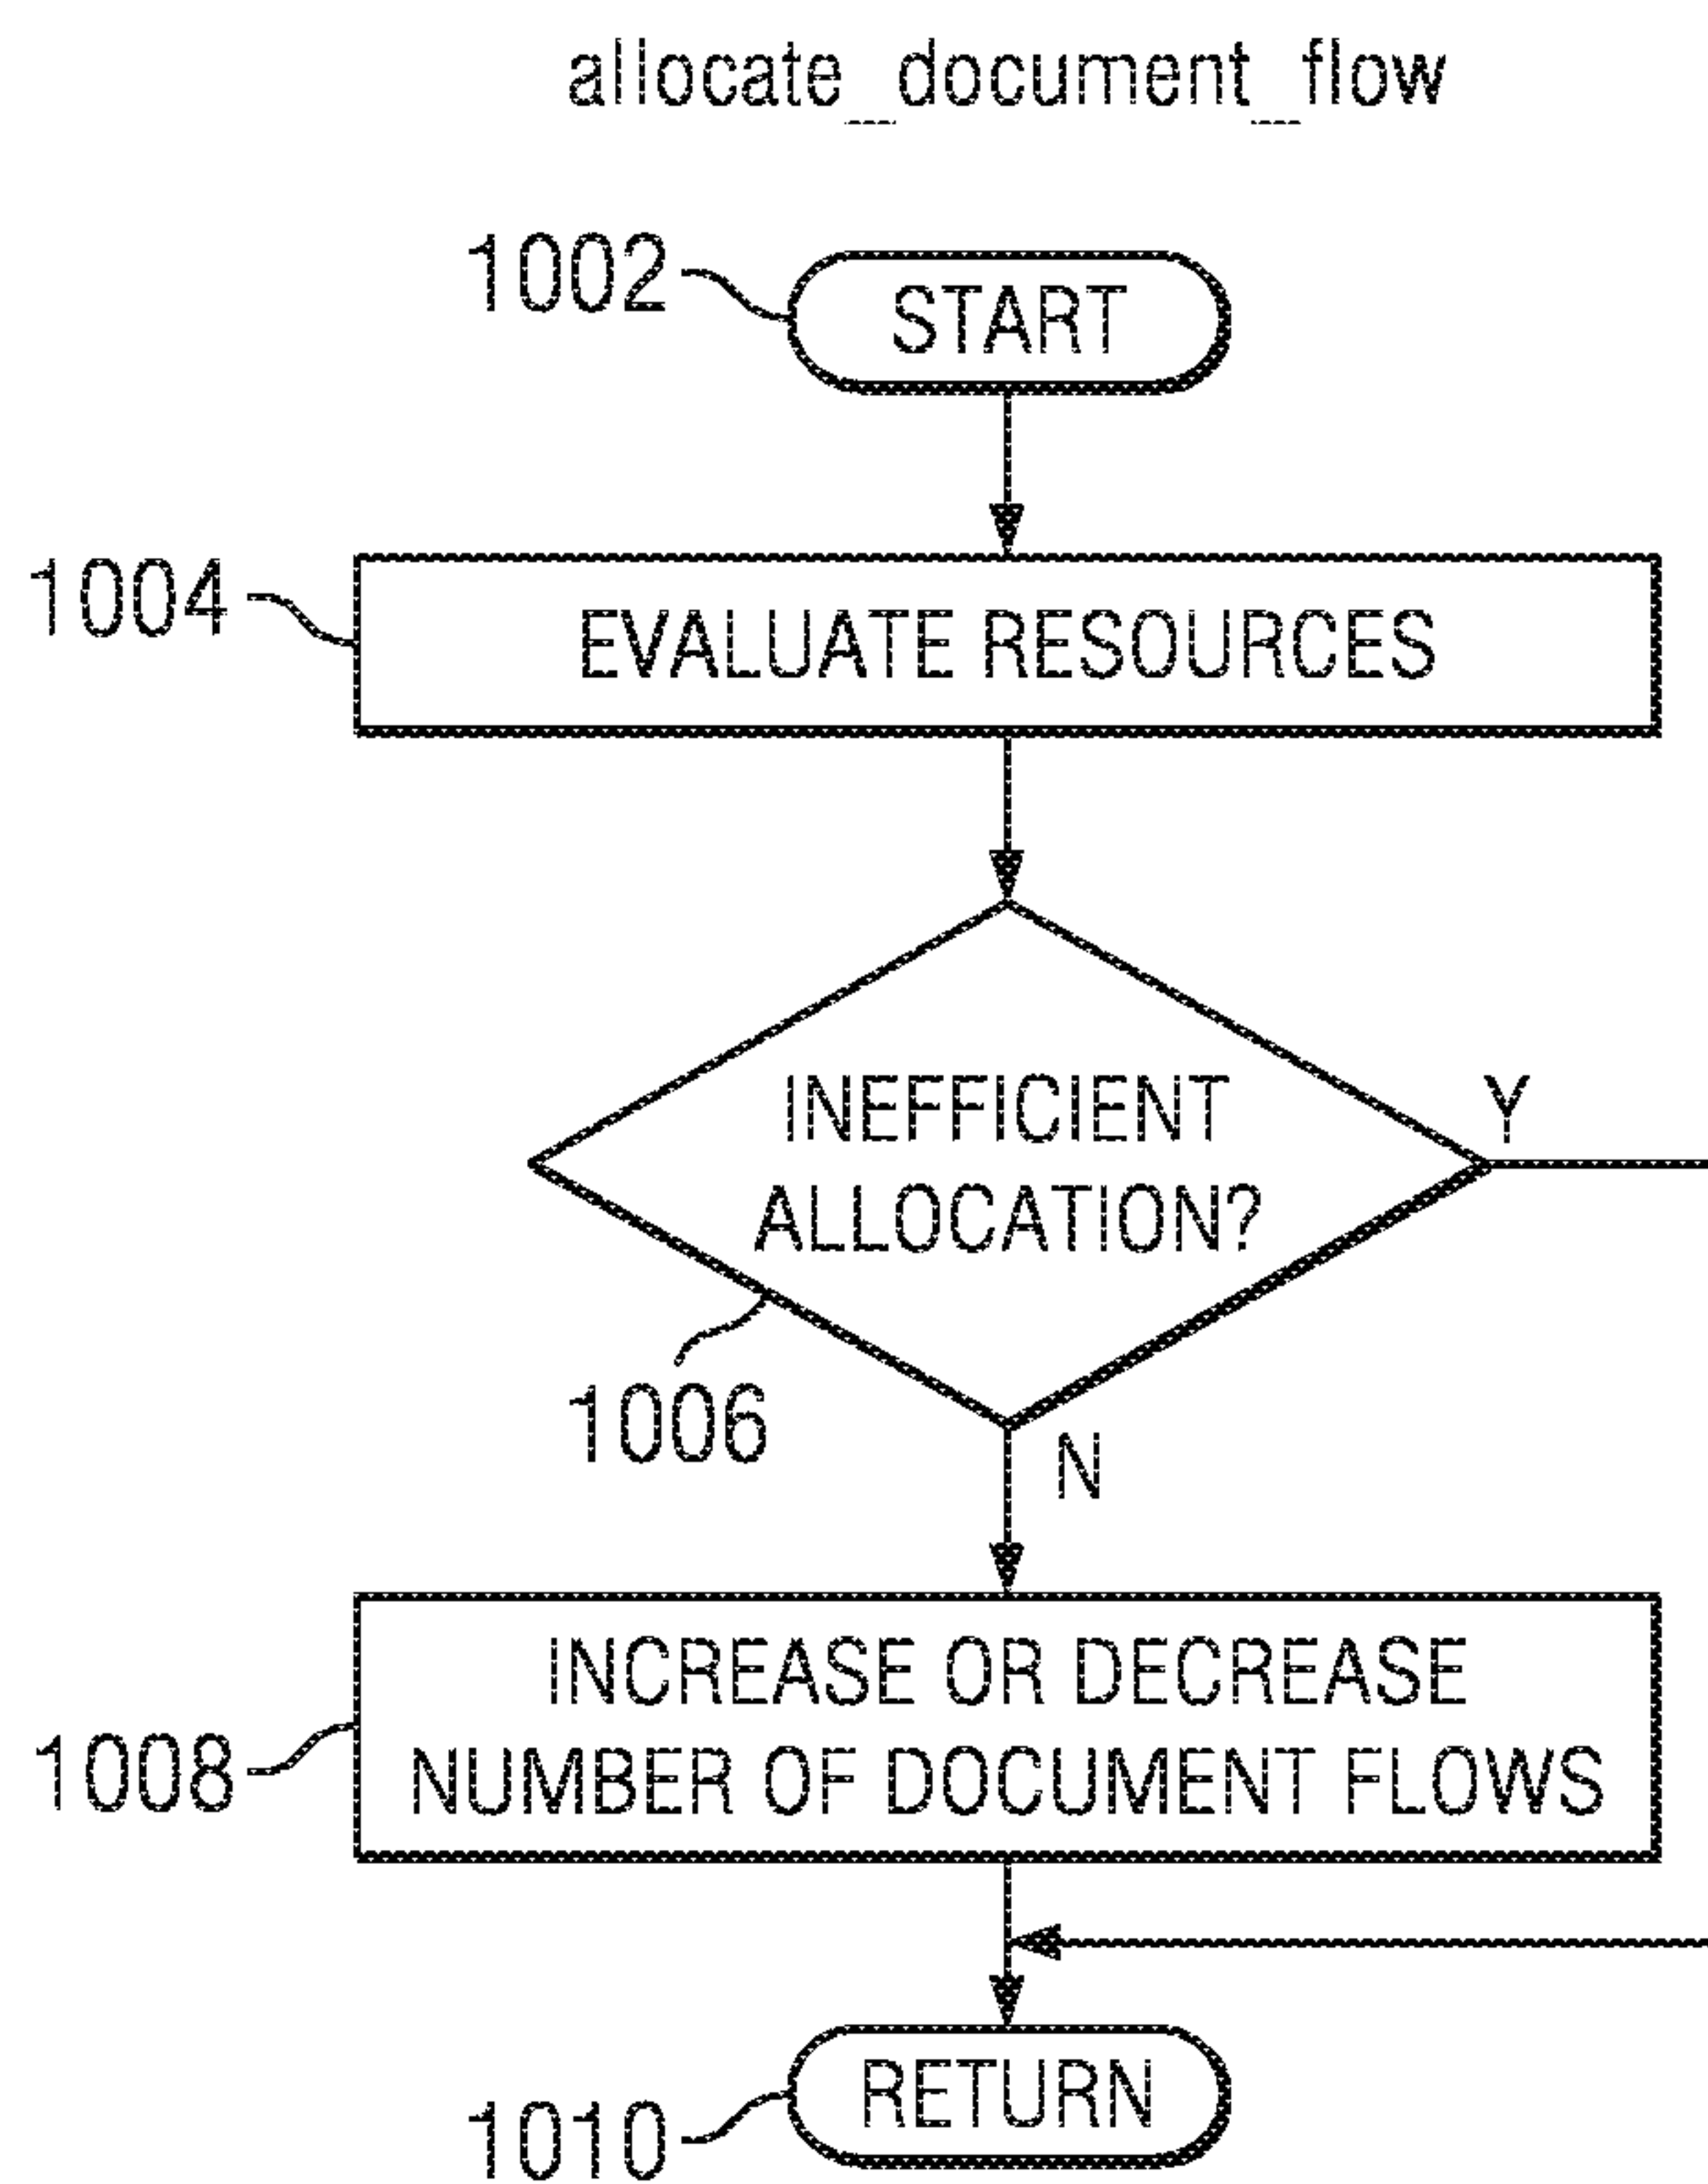 allocate_document_flow
1002
START
1004
EVALUATE RESOURCES
INEFFICIENT
ALLOCATION?
Y
1006
N
INCREASE OR DECREASE
NUMBER OF DOCUMENT FLOWS
1008
RETURN
1010